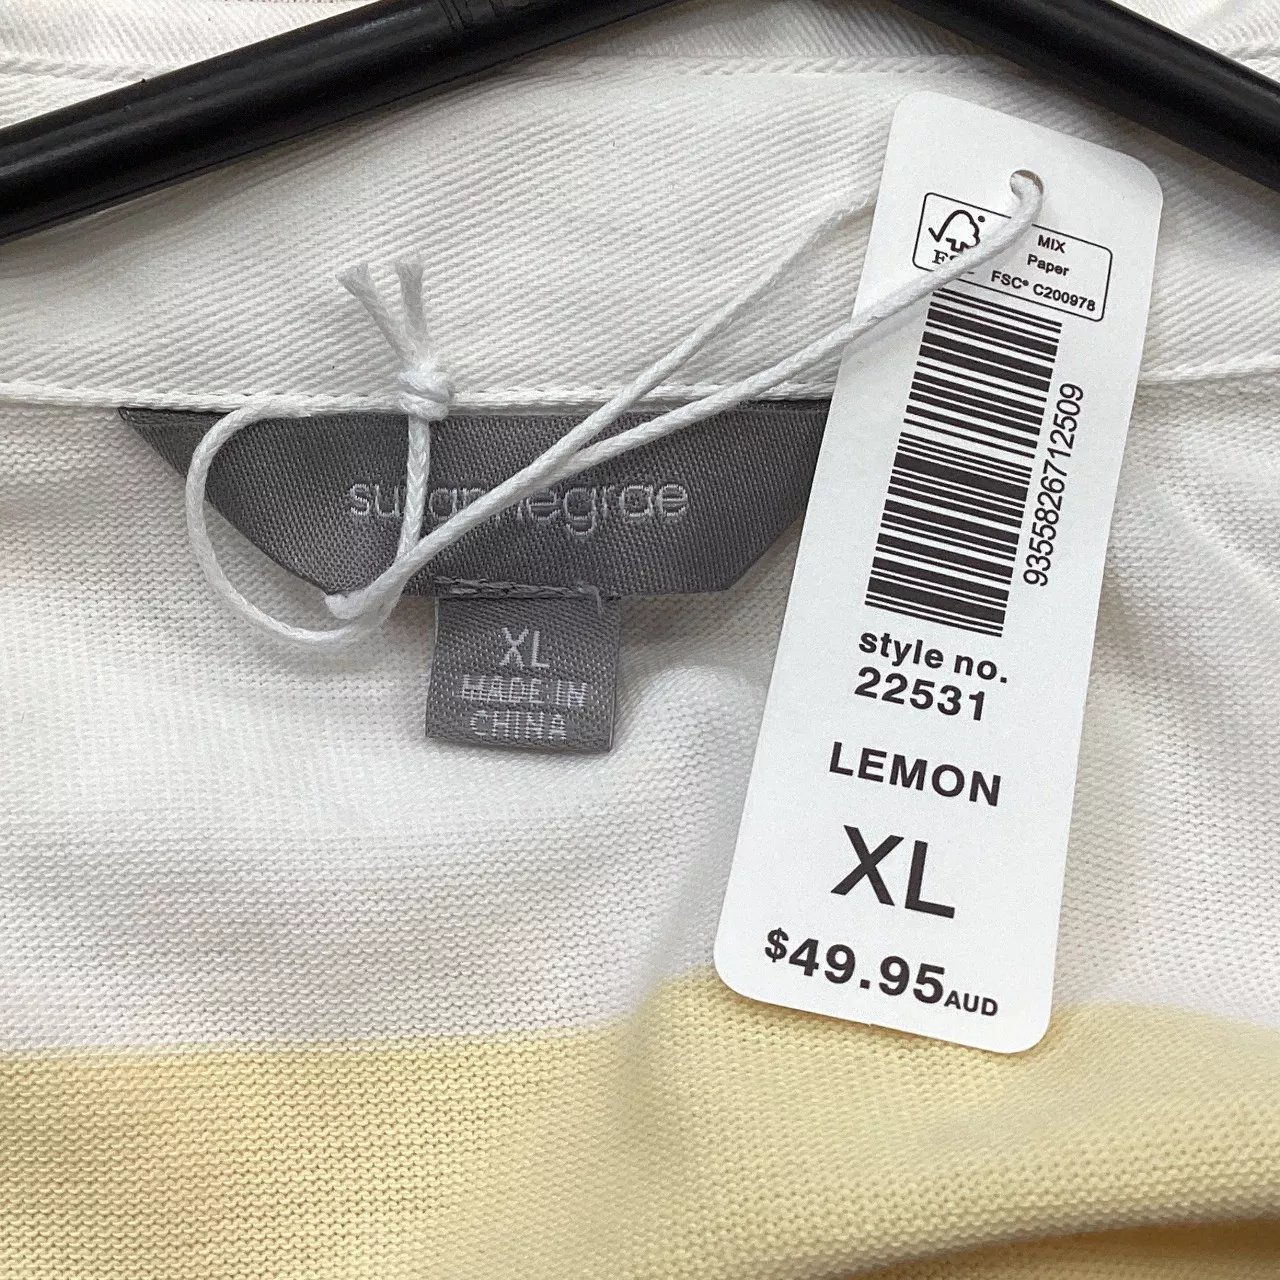 FSC
MIX
Paper
FSC® C200978
9355826712509
style no.
22531
LEMON
XL
$49.95AUD
suzannegrae
XL
MADE IN
CHINA